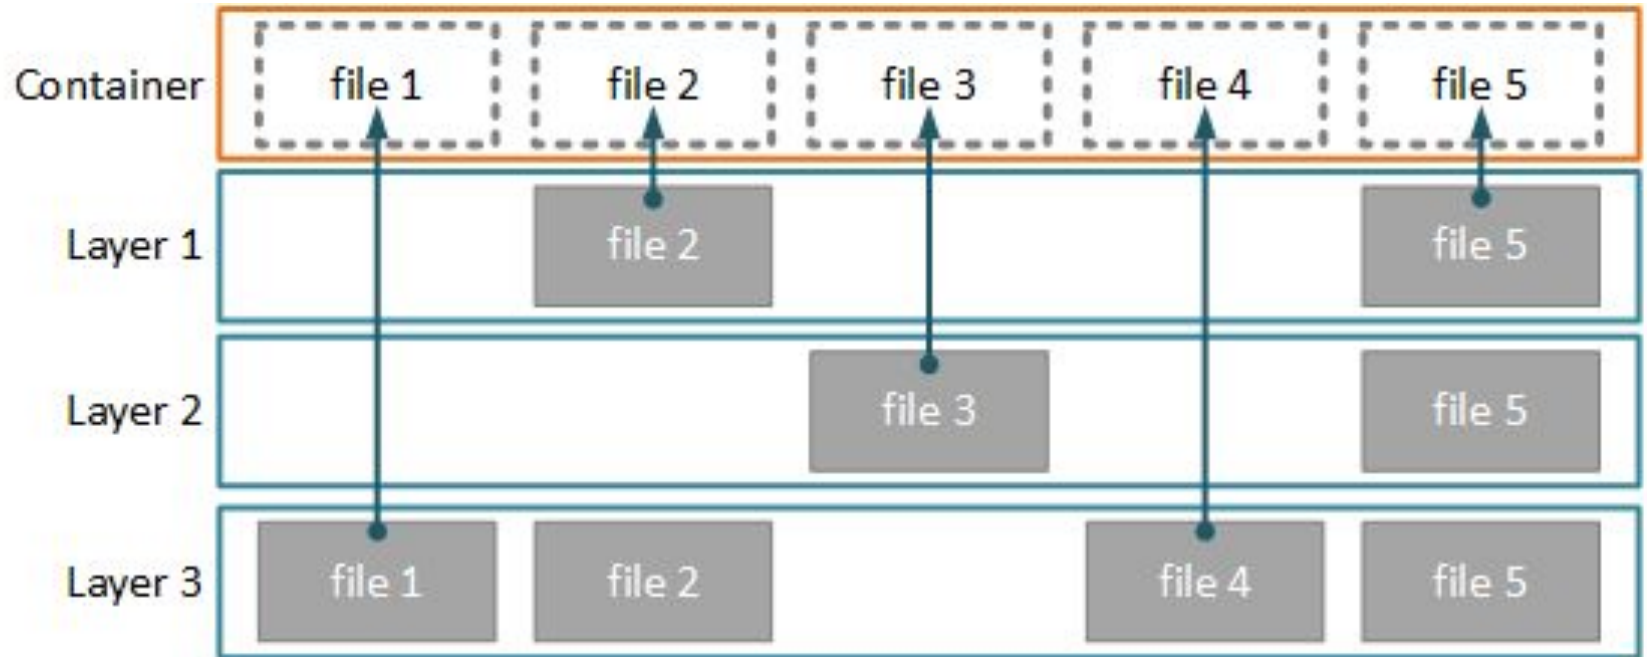 Container file 1 file 2 file 3 file 4 file 5
Layer 1 file 2 file 5
Layer 2 file 3 file 5
Layer 3 file 1 file 2 file 4 file 5